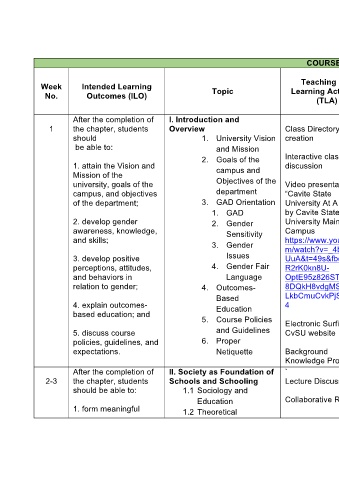 COURSE
Week
No.
Intended Learning
Outcomes (ILO)
Topic
Teaching
Learning Act
(TLA)
1
After the completion of
the chapter, students
should
be able to:
1. attain the Vision and
Mission of the
university, goals of the
campus, and objectives
of the department;
2. develop gender
awareness, knowledge,
and skills;
3. develop positive
perceptions, attitudes,
and behaviors in
relation to gender;
4. explain outcomes-
based education; and
5. discuss course
policies, guidelines, and
expectations.
I. Introduction and
Overview
1. University Vision
and Mission
2. Goals of the
campus and
Objectives of the
department
3. GAD Orientation
1. GAD
2. Gender
Sensitivity
3. Gender
Issues
4. Gender Fair
Language
4. Outcomes-
Based
Education
5. Course Policies
and Guidelines
6. Proper
Netiquette
Class Directory
creation
Interactive clas
discussion
Video presenta
"Cavite State
University At A
by Cavite State
University Main
Campus
https://www.you
m/watch?v=_4
UuA&t=49s&fb
R2rK0kn8U-
OptE95z826ST
8DQkH8vdgMS
LkbCmuCvkPjS
4
Electronic Surfi
CvSU website
Background
Knowledge Pro
2-3
After the completion of
the chapter, students
should be able to:
1. form meaningful
II. Society as Foundation of
Schools and Schooling
1.1 Sociology and
Education
1.2 Theoretical
Lecture Discus
Collaborative R